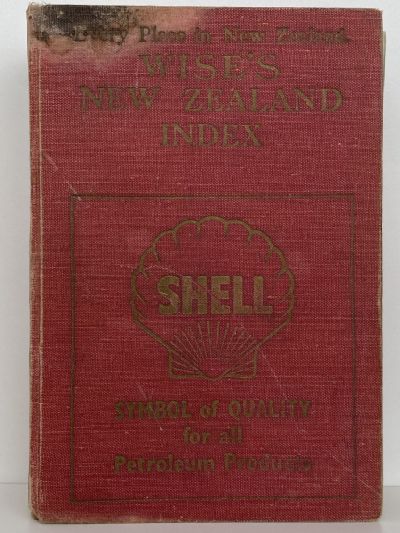 Every Place in New Zealand
WISE'S
NEW ZEALAND
INDEX
SHELL
SYMBOL of QUALITY
for all
Petroleum Products